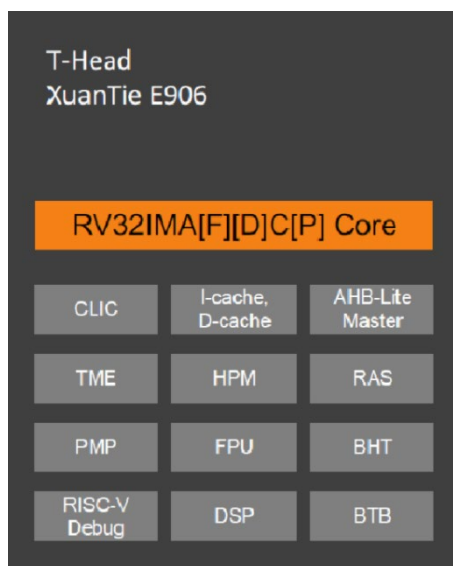 T-Head
XuanTie E906
RV32IMA[F][D]C[P] Core
CLIC
I-cache,
D-cache
AHB-Lite
Master
TME
HPM
RAS
PMP
FPU
BHT
RISC-V
Debug
DSP
BTB